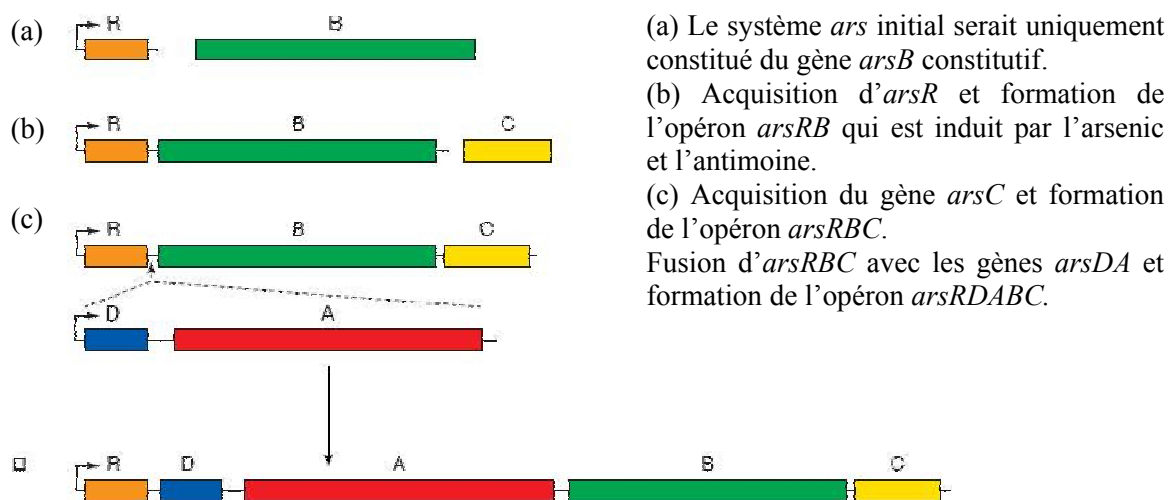 (a)
R B
(b)
R B C
(c)
R B C
D A
R D A B C
(a) Le système ars initial serait uniquement
constitué du gène arsB constitutif.
(b) Acquisition d'arsR et formation de
l'opéron arsRB qui est induit par l'arsenic
et l'antimoine.
(c) Acquisition du gène arsC et formation
de l'opéron arsRBC.
Fusion d'arsRBC avec les gènes arsDA et
formation de l'opéron arsRDABC.